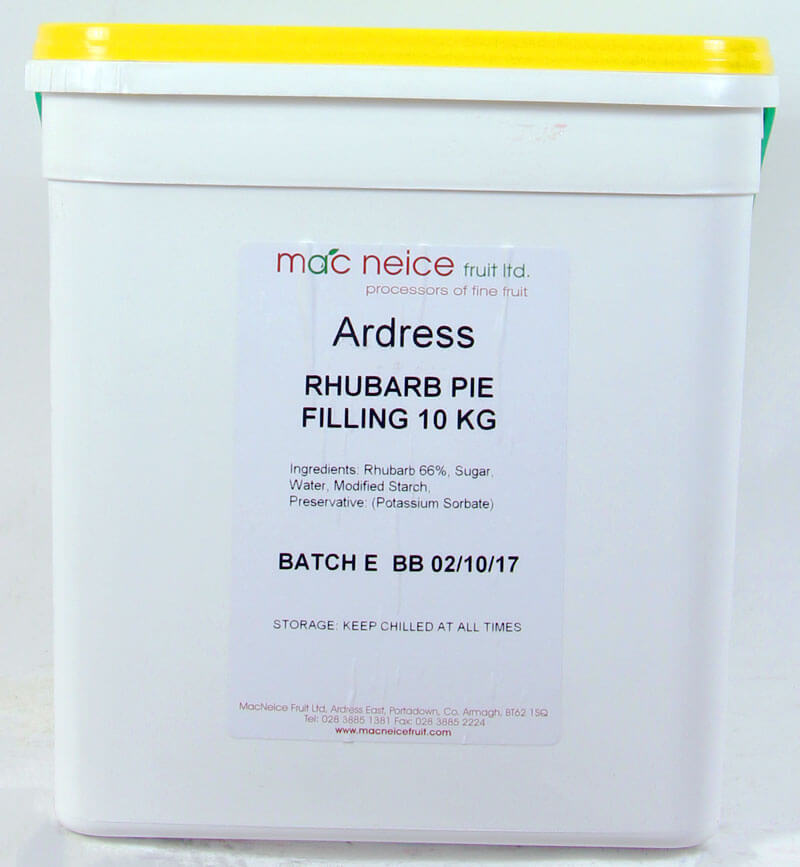 mac neice fruit ltd.
processors of fine fruit
Ardress
RHUBARB PIE
FILLING 10 KG
Ingredients: Rhubarb 66%, Sugar,
Water, Modified Starch,
Preservative: (Potassium Sorbate)
BATCH E BB 02/10/17
STORAGE: KEEP CHILLED AT ALL TIMES
MacNeice Fruit Ltd, Ardress East, Portadown, Co. Armagh, BT62 1SQ
Tel: 028 3885 1381 Fax: 028 3885 2224
www.macneicefruit.com